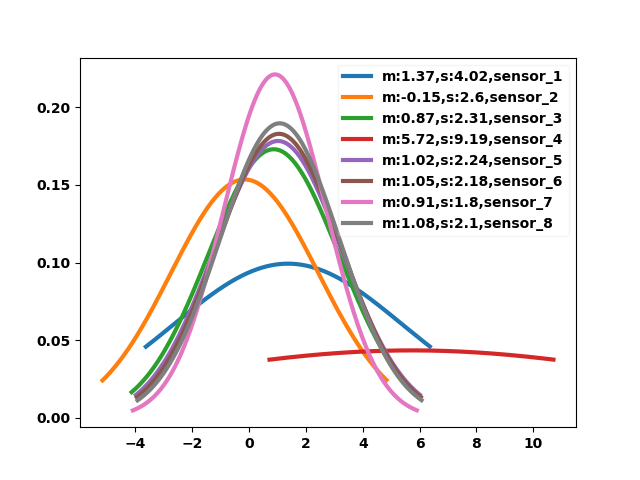 m:1.37,s:4.02,sensor_1
m:-0.15,s:2.6,sensor_2
m:0.87,s:2.31,sensor_3
m:5.72,s:9.19,sensor_4
m:1.02,s:2.24,sensor_5
m:1.05,s:2.18,sensor_6
m:0.91,s:1.8,sensor_7
m:1.08,s:2.1,sensor_8
0.20
0.15
0.10
0.05
0.00
−4 −2 0 2 4 6 8 10